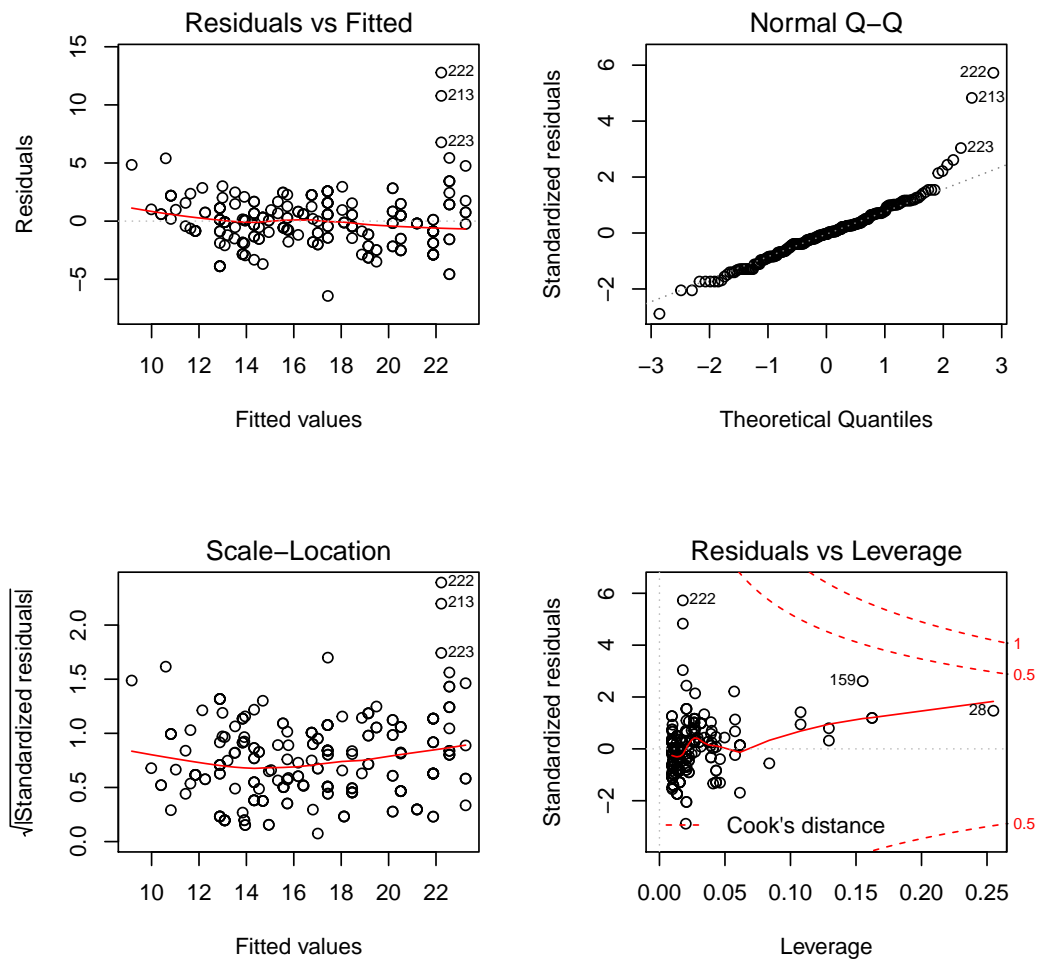 Residuals vs Fitted
Residuals
−5 0 5 10 15
222
213
223
10 12 14 16 18 20 22
Fitted values
Normal Q−Q
Standardized residuals
−2 0 2 4 6
222
213
223
−3 −2 −1 0 1 2 3
Theoretical Quantiles
Scale−Location
√|Standardized residuals|
0.0 0.5 1.0 1.5 2.0
222
213
223
10 12 14 16 18 20 22
Fitted values
Residuals vs Leverage
Standardized residuals
−2 0 2 4 6
222
1
0.5
159
28
Cook's distance
0.5
0.00 0.05 0.10 0.15 0.20 0.25
Leverage